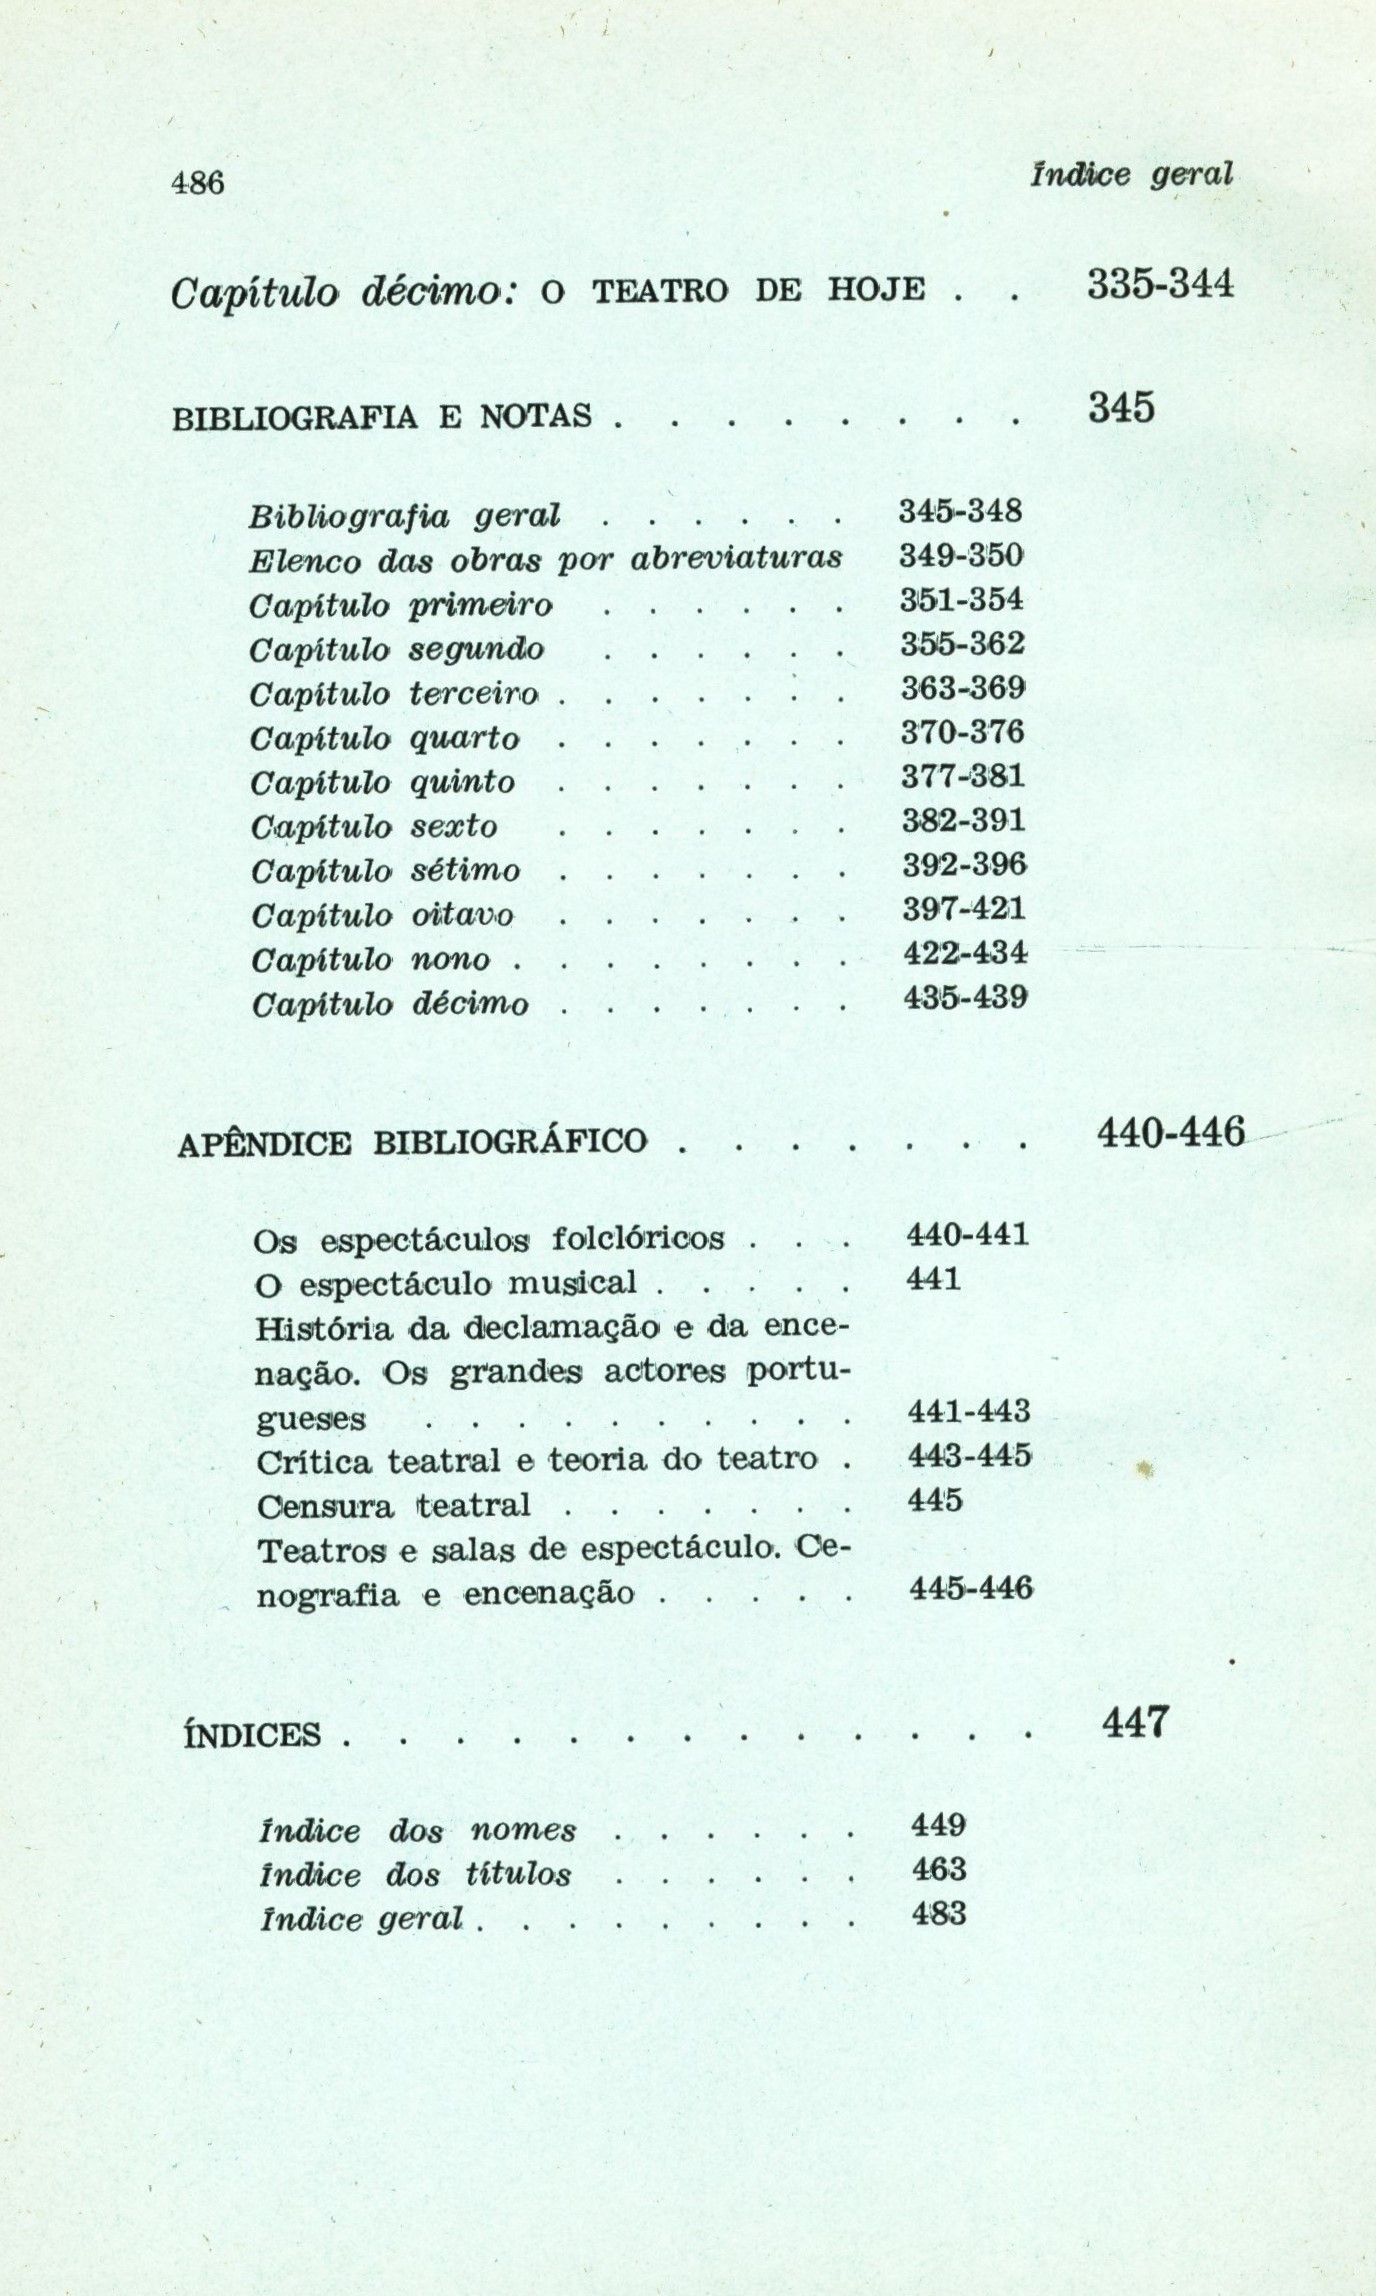 486 Índice geral
Capítulo décimo: O TEATRO DE HOJE . . 335-344
BIBLIOGRAFIA E NOTAS . . . . . . . . 345
Bibliografia geral . . . . . . 345-348
Elenco das obras por abreviaturas 349-350
Capítulo primeiro . . . . . . 351-354
Capítulo segundo . . . . . . 355-362
Capítulo terceiro . . . . . . . 363-369
Capítulo quarto . . . . . . . 370-376
Capítulo quinto . . . . . . . 377-381
Capítulo sexto . . . . . . . 382-391
Capítulo sétimo . . . . . . . 392-396
Capítulo oitavo . . . . . . . 397-421
Capítulo nono . . . . . . . . 422-434
Capítulo décimo . . . . . . . 435-439
APÊNDICE BIBLIOGRÁFICO . . . . . . . 440-446
Os espectáculos folclóricos . . . 440-441
O espectáculo musical . . . . . 441
História da declamação e da ence-
nação. Os grandes actores portu-
gueses . . . . . . . . . . 441-443
Crítica teatral e teoria do teatro . 443-445
Censura teatral . . . . . . . 445
Teatros e salas de espectáculo. Ce-
nografia e encenação . . . . . 445-446
ÍNDICES . . . . . . . . . . . . . 447
Índice dos nomes . . . . . . 449
Índice dos títulos . . . . . . 463
Índice geral . . . . . . . . . 483